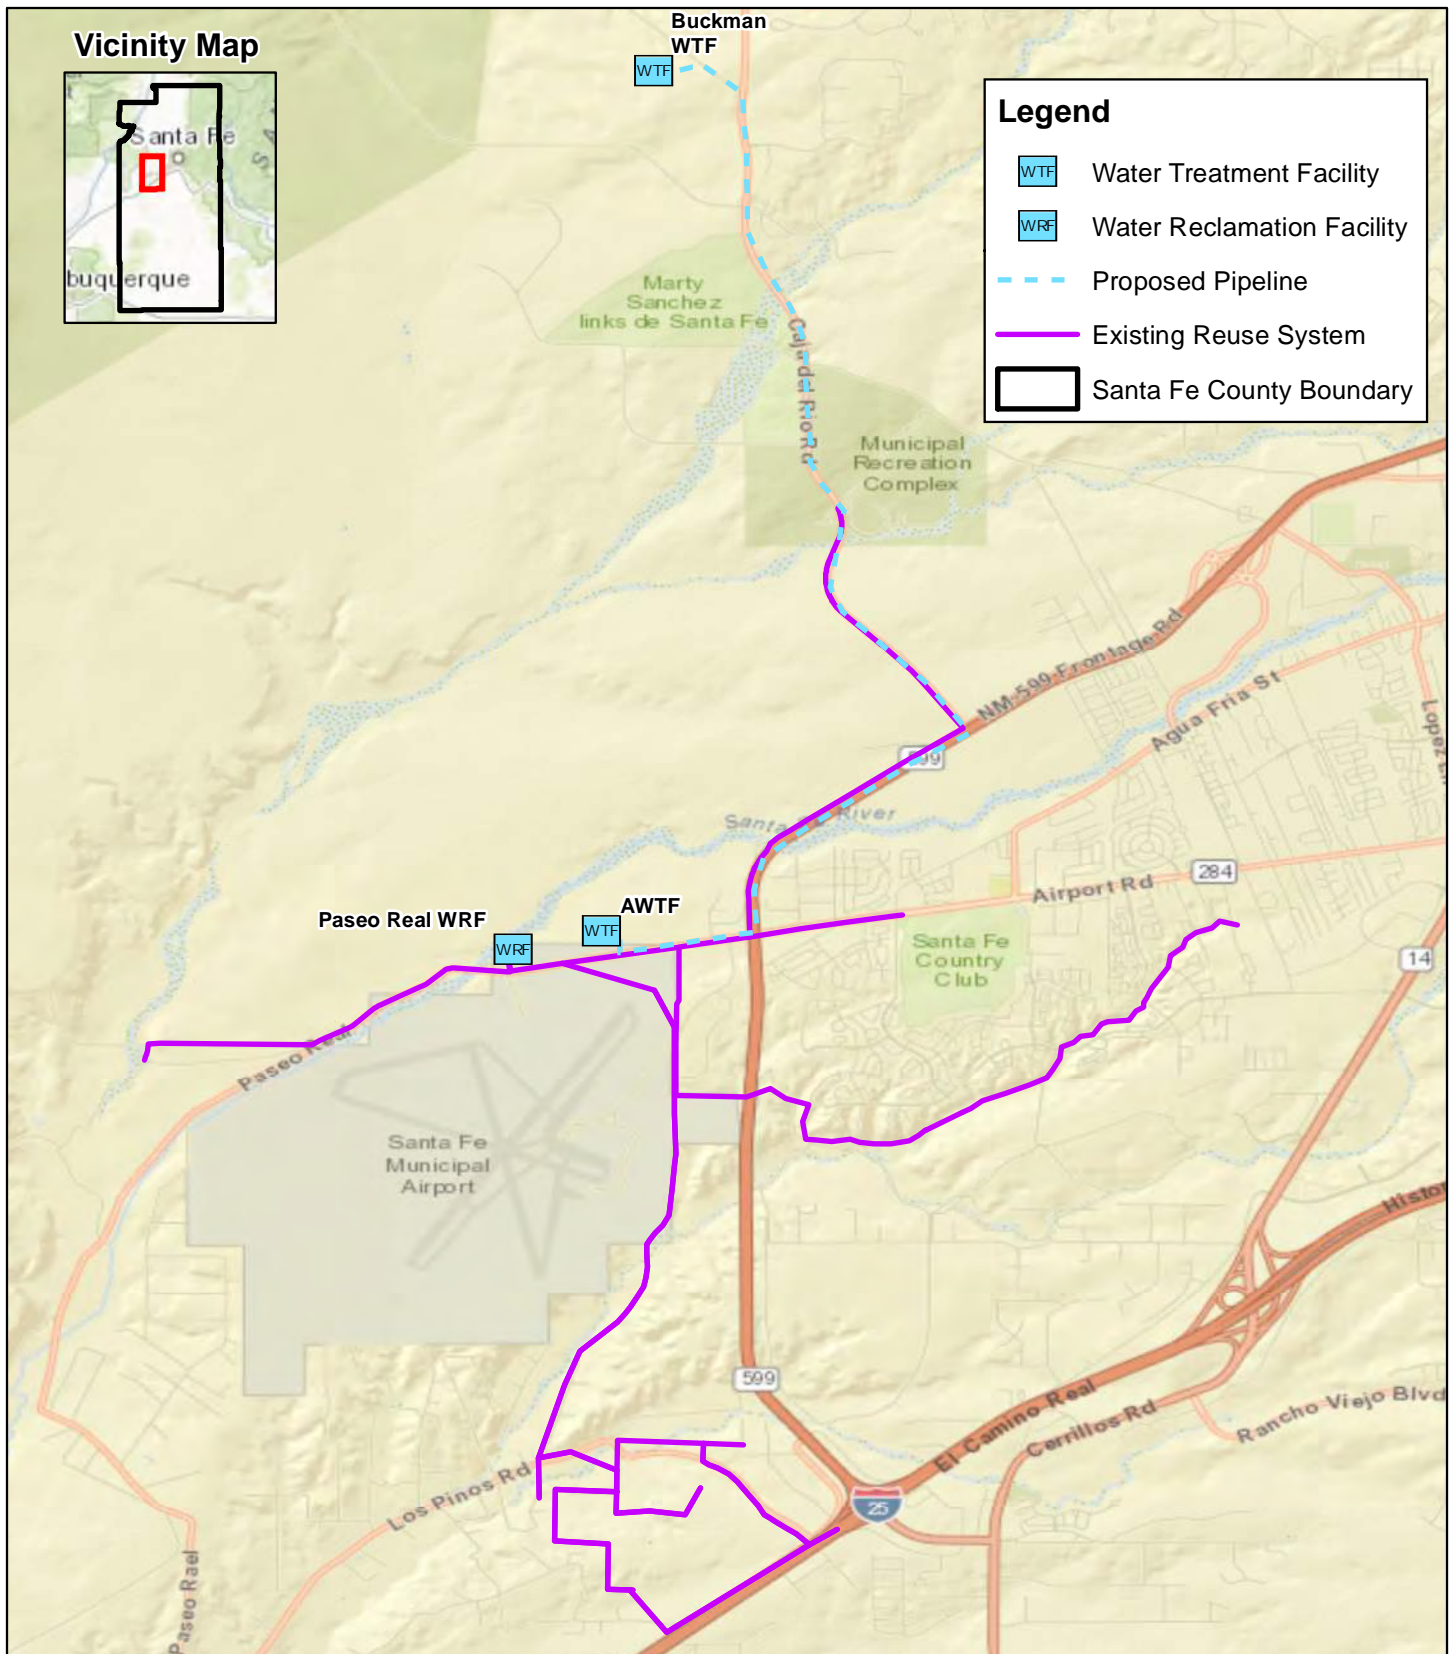 Buckman
WTF
WTF
Vicinity Map
Santa Fe
buquerque
Legend
WTF
Water Treatment Facility
WRF
Water Reclamation Facility
Proposed Pipeline
Existing Reuse System
Santa Fe County Boundary
Marty
Sanchez
links de Santa Fe
Caja del Rio Rd
Municipal
Recreation
Complex
NM-599 Frontage Rd
Agua Fria St
599
Santa Fe River
284
Airport Rd
AWTF
WTF
Paseo Real WRF
WRF
Santa Fe
Country
Club
14
Paseo Real
Santa Fe
Municipal
Airport
Histor
599
El Camino Real
Cerrillos Rd
Rancho Viejo Blvd
Los Pinos Rd
25
Paseo Rael